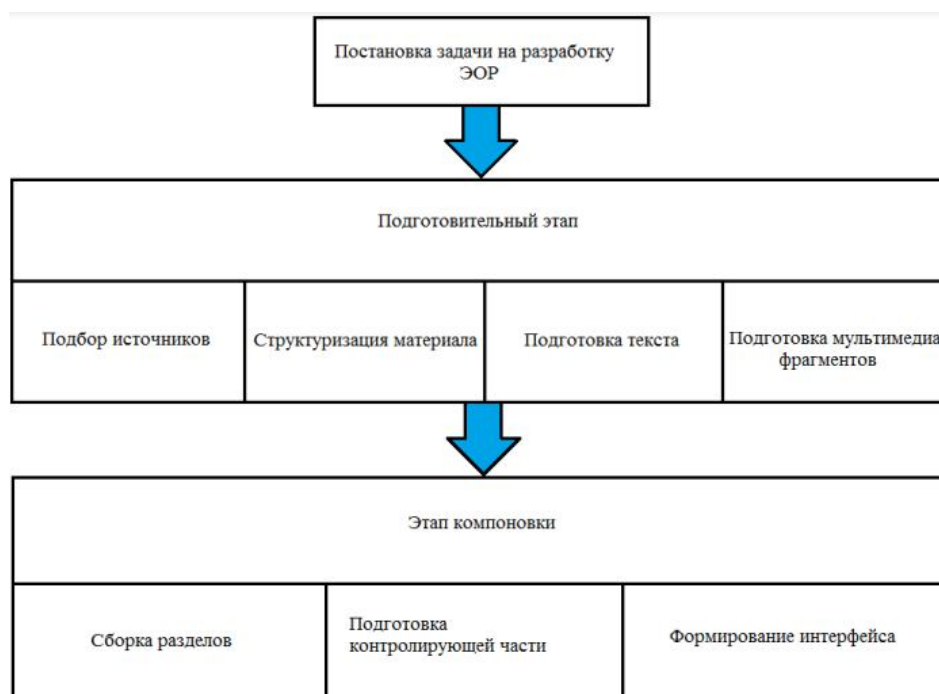 Постановка задачи на разработку
ЭОР
Подготовительный этап
Подбор источников
Структуризация материала
Подготовка текста
Подготовка мультимедиа
фрагментов
Этап компоновки
Сборка разделов
Подготовка
контролирующей части
Формирование интерфейса